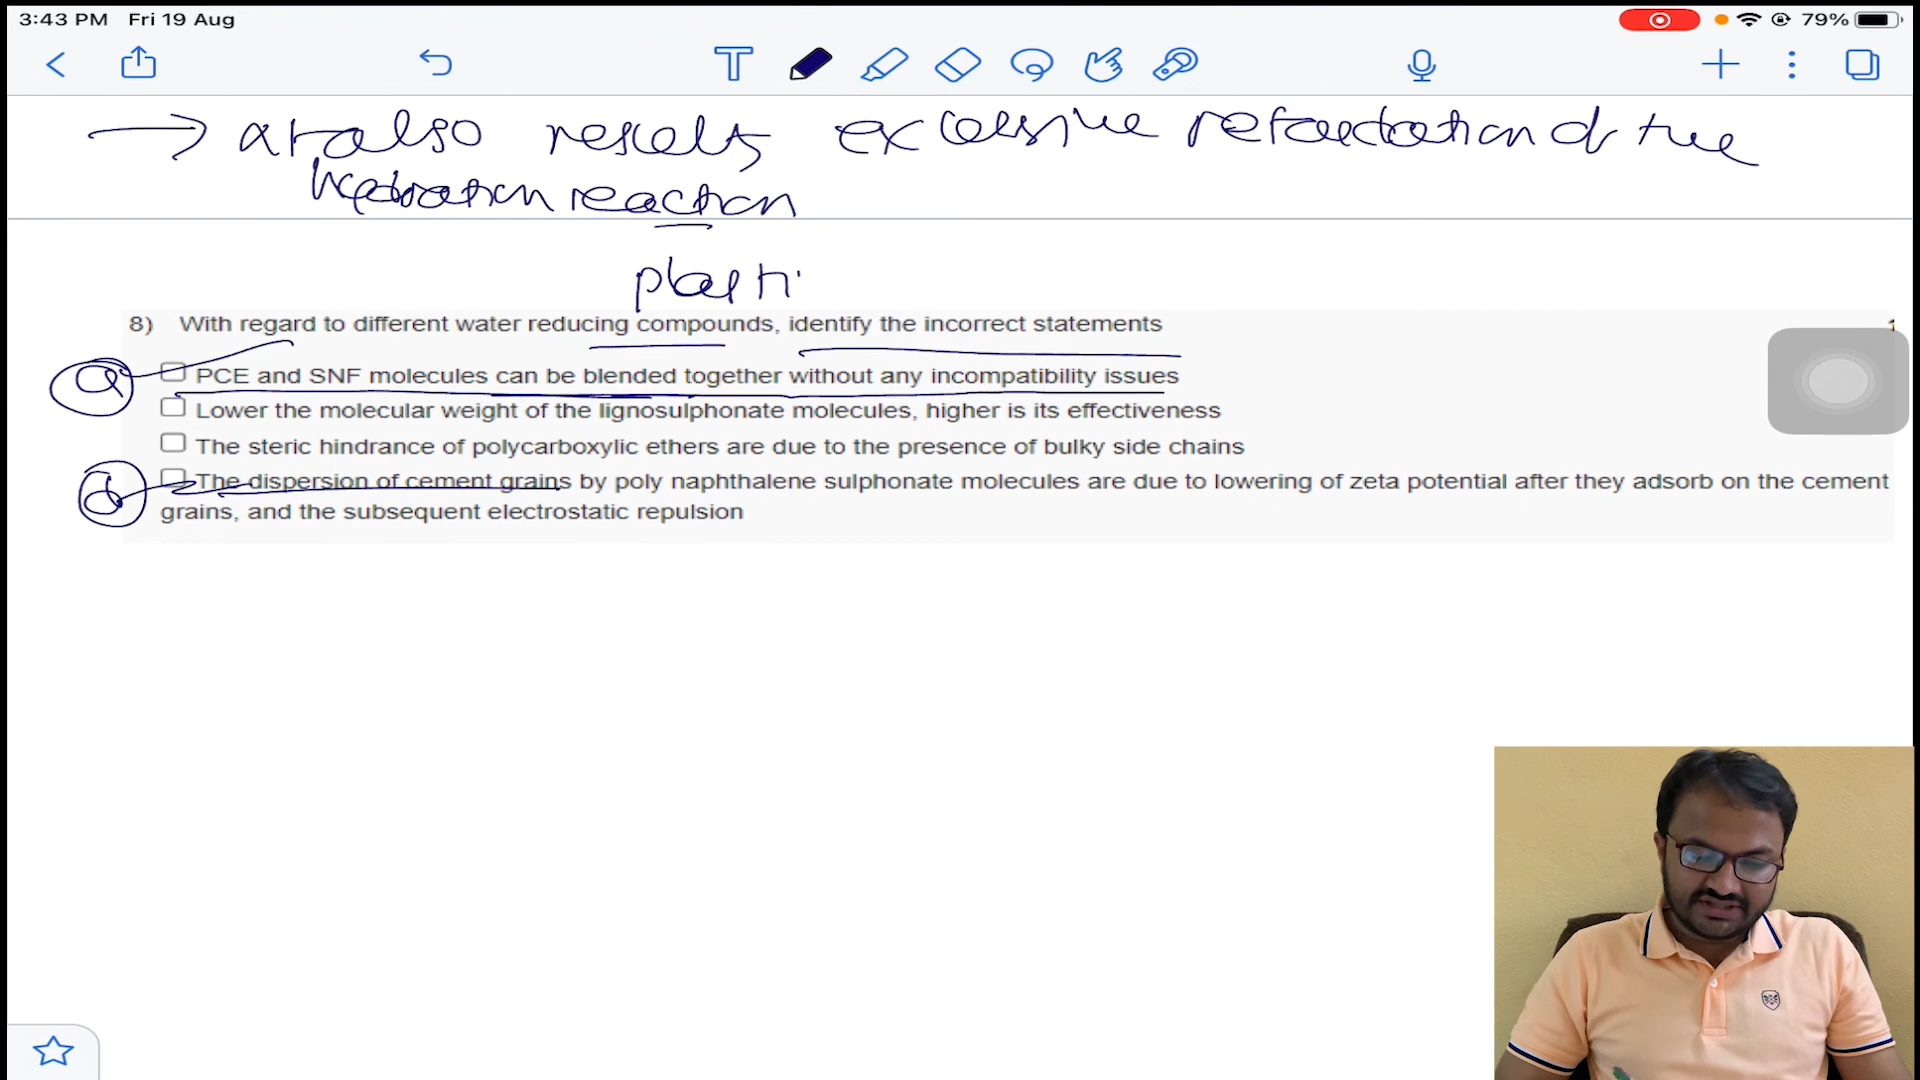 3:43 PM Fri 19 Aug
79%
T
→ also results excessive retardation of the
hydration reaction
plasti
8) With regard to different water reducing compounds, identify the incorrect statements
a
PCE and SNF molecules can be blended together without any incompatibility issues
Lower the molecular weight of the lignosulphonate molecules, higher is its effectiveness
The steric hindrance of polycarboxylic ethers are due to the presence of bulky side chains
d
The dispersion of cement grains by poly naphthalene sulphonate molecules are due to lowering of zeta potential after they adsorb on the cement
grains, and the subsequent electrostatic repulsion